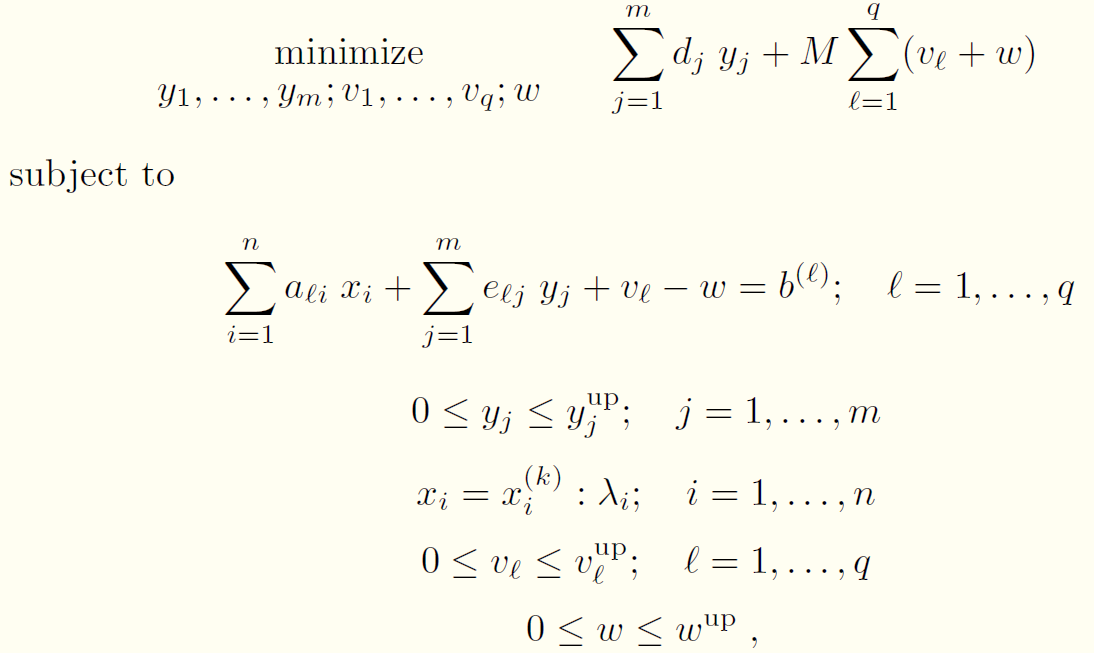 minimize ∑_{j=1}^{m} d_j y_j + M ∑_{ℓ=1}^{q} (v_ℓ + w)
y_1, …, y_m; v_1, …, v_q; w
subject to
∑_{i=1}^{n} a_{ℓi} x_i + ∑_{j=1}^{m} e_{ℓj} y_j + v_ℓ − w = b^{(ℓ)}; ℓ = 1, …, q
0 ≤ y_j ≤ y_j^{up}; j = 1, …, m
x_i = x_i^{(k)} : λ_i; i = 1, …, n
0 ≤ v_ℓ ≤ v_ℓ^{up}; ℓ = 1, …, q
0 ≤ w ≤ w^{up} ,